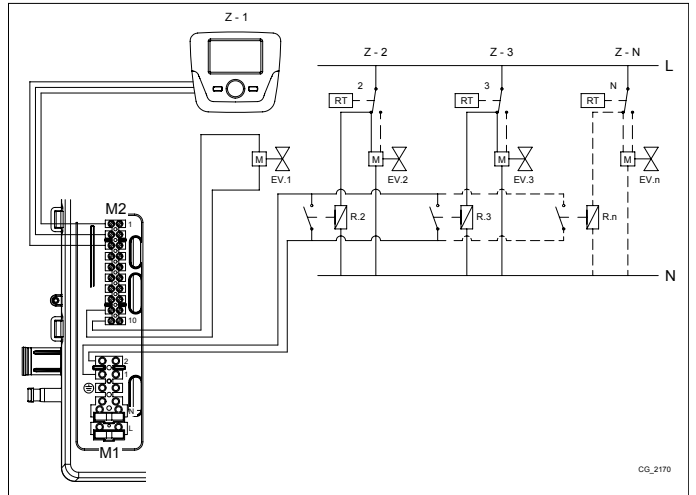 Z - 1
Z - 2
Z - 3
Z - N
L
2
3
N
RT
RT
RT
M
M
M
M
EV.1
EV.2
EV.3
EV.n
M2
1
R.2
R.3
R.n
N
10
2
1
N
L
M1
CG_2170